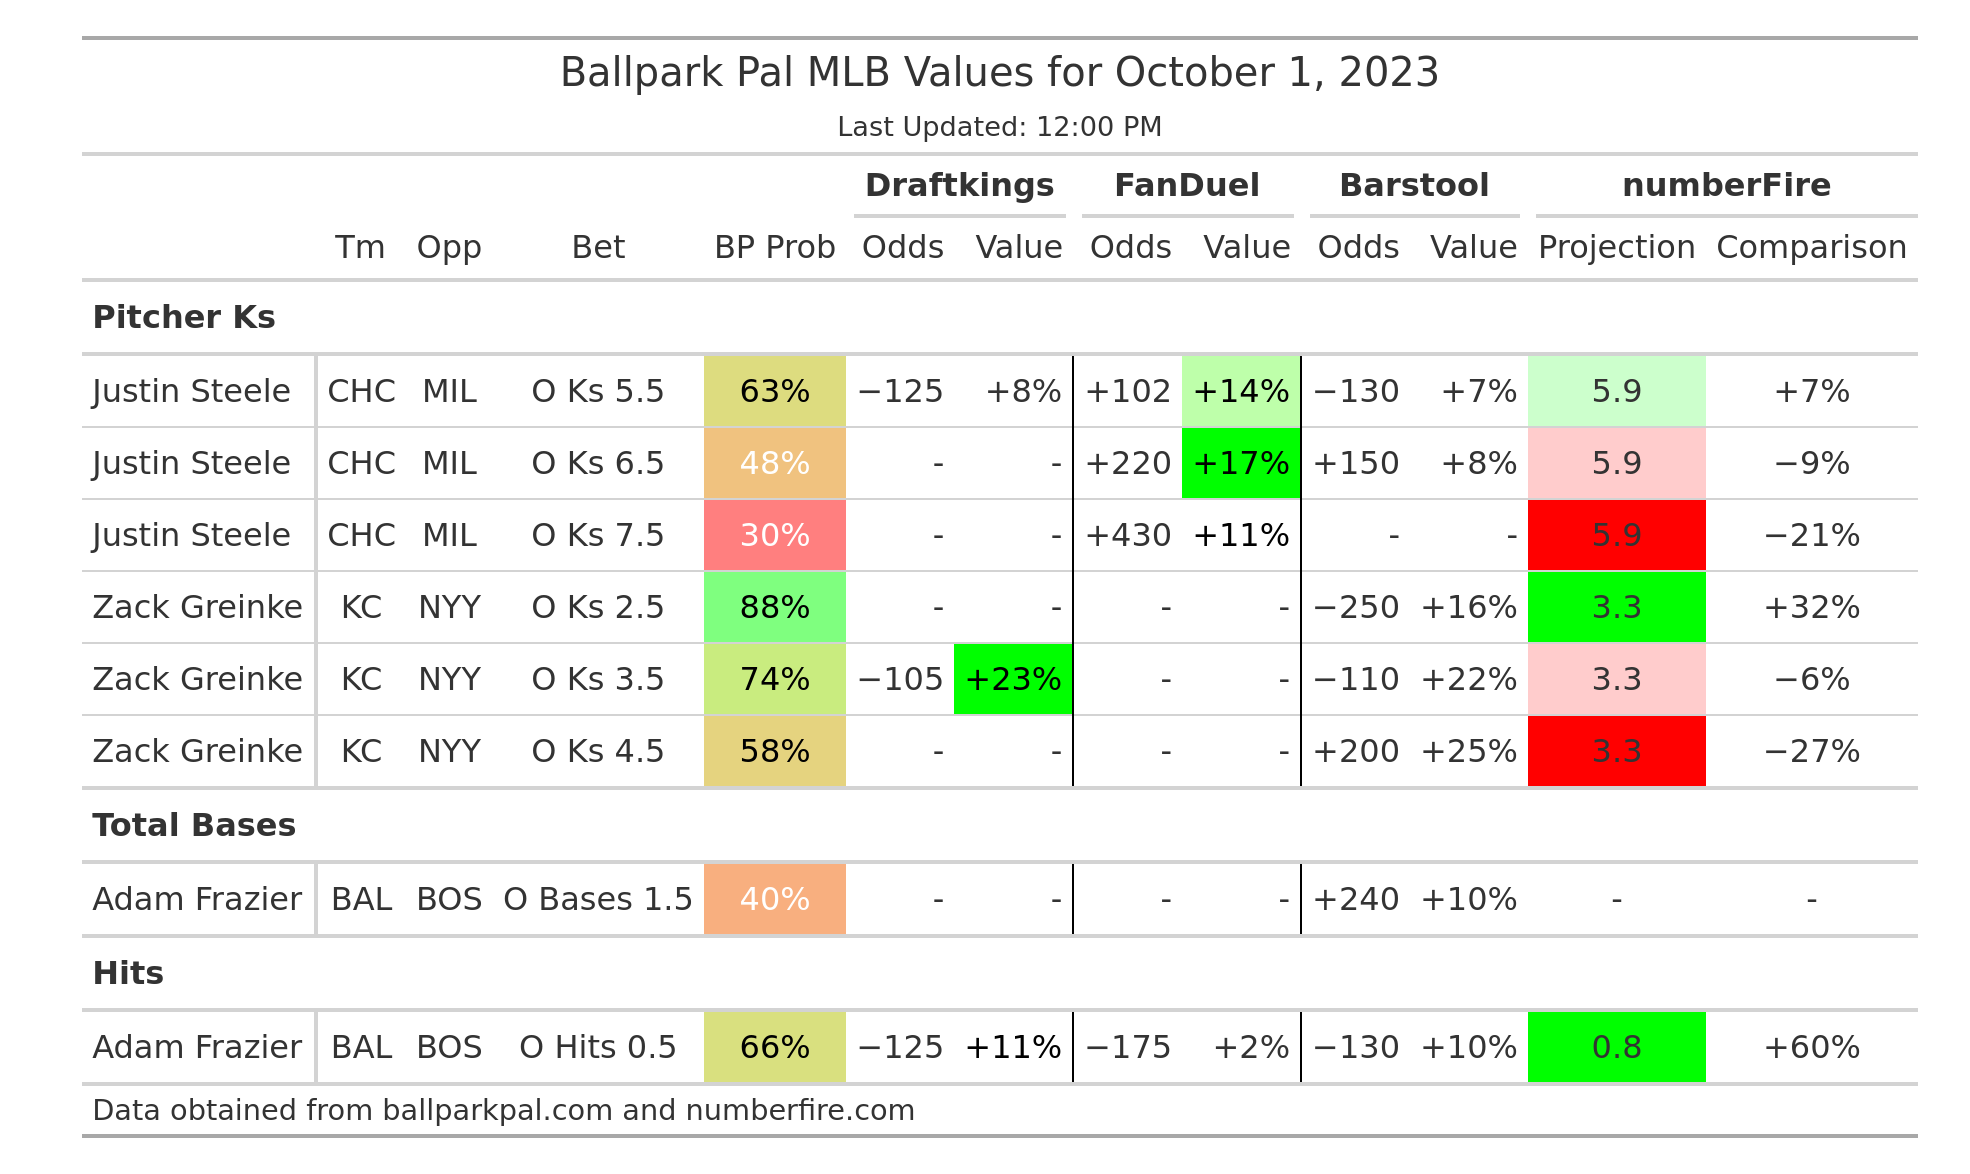 Ballpark Pal MLB Values for October 1, 2023
Last Updated: 12:00 PM
Draftkings FanDuel Barstool numberFire
Tm Opp Bet BP Prob Odds Value Odds Value Odds Value Projection Comparison
Pitcher Ks
Justin Steele CHC MIL O Ks 5.5 63% −125 +8% +102 +14% −130 +7% 5.9 +7%
Justin Steele CHC MIL O Ks 6.5 48% - - +220 +17% +150 +8% 5.9 −9%
Justin Steele CHC MIL O Ks 7.5 30% - - +430 +11% - - 5.9 −21%
Zack Greinke KC NYY O Ks 2.5 88% - - - - −250 +16% 3.3 +32%
Zack Greinke KC NYY O Ks 3.5 74% −105 +23% - - −110 +22% 3.3 −6%
Zack Greinke KC NYY O Ks 4.5 58% - - - - +200 +25% 3.3 −27%
Total Bases
Adam Frazier BAL BOS O Bases 1.5 40% - - - - +240 +10% - -
Hits
Adam Frazier BAL BOS O Hits 0.5 66% −125 +11% −175 +2% −130 +10% 0.8 +60%
Data obtained from ballparkpal.com and numberfire.com